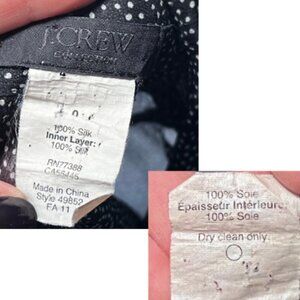 J.CREW
COLLECTION
100% Silk
Inner Layer:
100% Silk
RN77388
CA55445
Made in China
Style 49852
FA 11
100% Soie
Épaisseur Intérieure:
100% Soie
Dry clean only